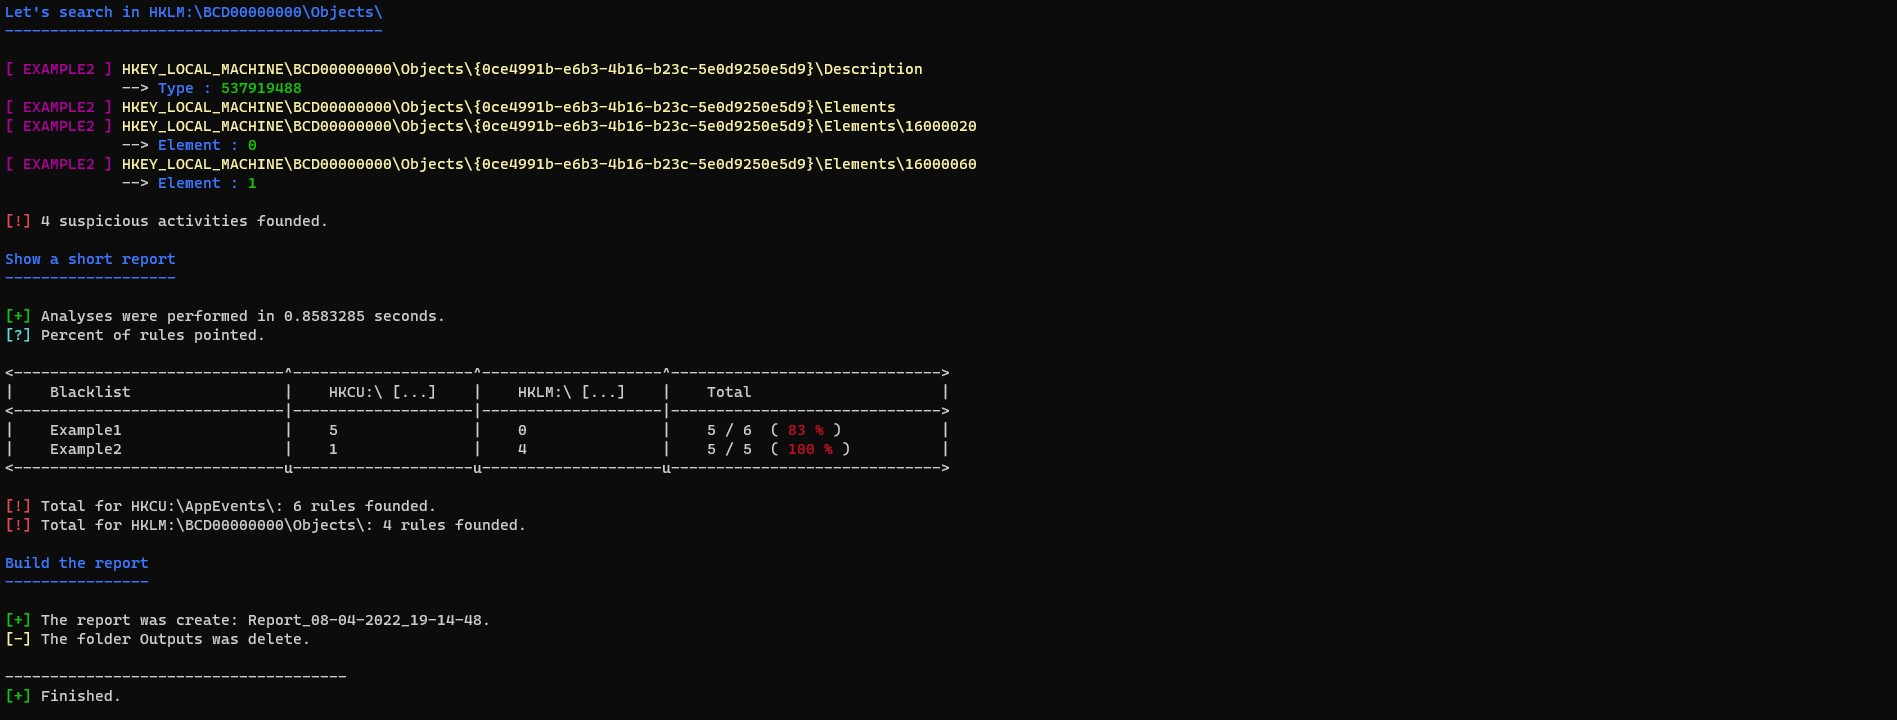 Let's search in HKLM:\BCD00000000\Objects\
------------------------------------------
[ EXAMPLE2 ] HKEY_LOCAL_MACHINE\BCD00000000\Objects\{0ce4991b-e6b3-4b16-b23c-5e0d9250e5d9}\Description
--> Type : 537919488
[ EXAMPLE2 ] HKEY_LOCAL_MACHINE\BCD00000000\Objects\{0ce4991b-e6b3-4b16-b23c-5e0d9250e5d9}\Elements
[ EXAMPLE2 ] HKEY_LOCAL_MACHINE\BCD00000000\Objects\{0ce4991b-e6b3-4b16-b23c-5e0d9250e5d9}\Elements\16000020
--> Element : 0
[ EXAMPLE2 ] HKEY_LOCAL_MACHINE\BCD00000000\Objects\{0ce4991b-e6b3-4b16-b23c-5e0d9250e5d9}\Elements\16000060
--> Element : 1
[!] 4 suspicious activities founded.
Show a short report
-------------------
[+] Analyses were performed in 0.8583285 seconds.
[?] Percent of rules pointed.
<------------------------------^--------------------^--------------------^------------------------------>
|    Blacklist                 |    HKCU:\ [...]    |    HKLM:\ [...]    |    Total                     |
<------------------------------|--------------------|--------------------|------------------------------>
|    Example1                  |    5               |    0               |    5 / 6  ( 83 % )           |
|    Example2                  |    1               |    4               |    5 / 5  ( 100 % )          |
<------------------------------u--------------------u--------------------u------------------------------>
[!] Total for HKCU:\AppEvents\: 6 rules founded.
[!] Total for HKLM:\BCD00000000\Objects\: 4 rules founded.
Build the report
----------------
[+] The report was create: Report_08-04-2022_19-14-48.
[-] The folder Outputs was delete.
--------------------------------------
[+] Finished.